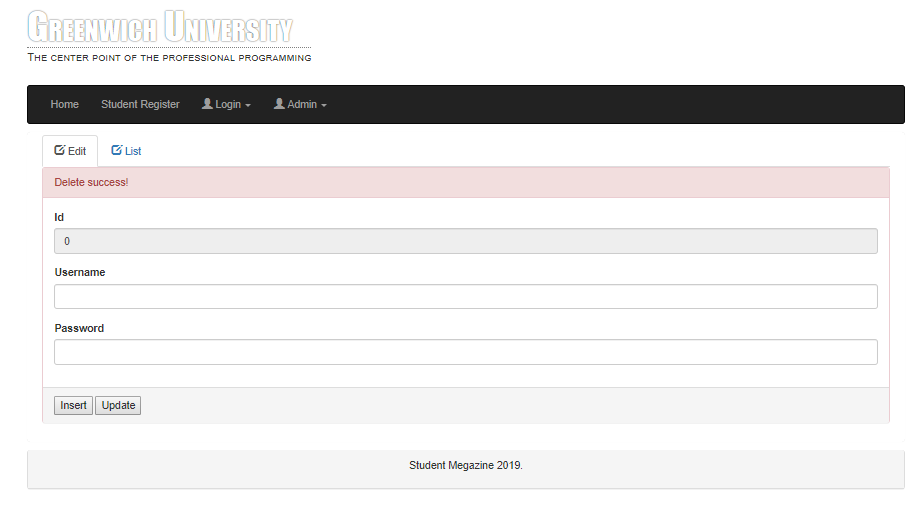 Greenwich University
The center point of the professional programming
Home Student Register Login Admin
Edit List
Delete success!
Id
0
Username
Password
Insert Update
Student Megazine 2019.